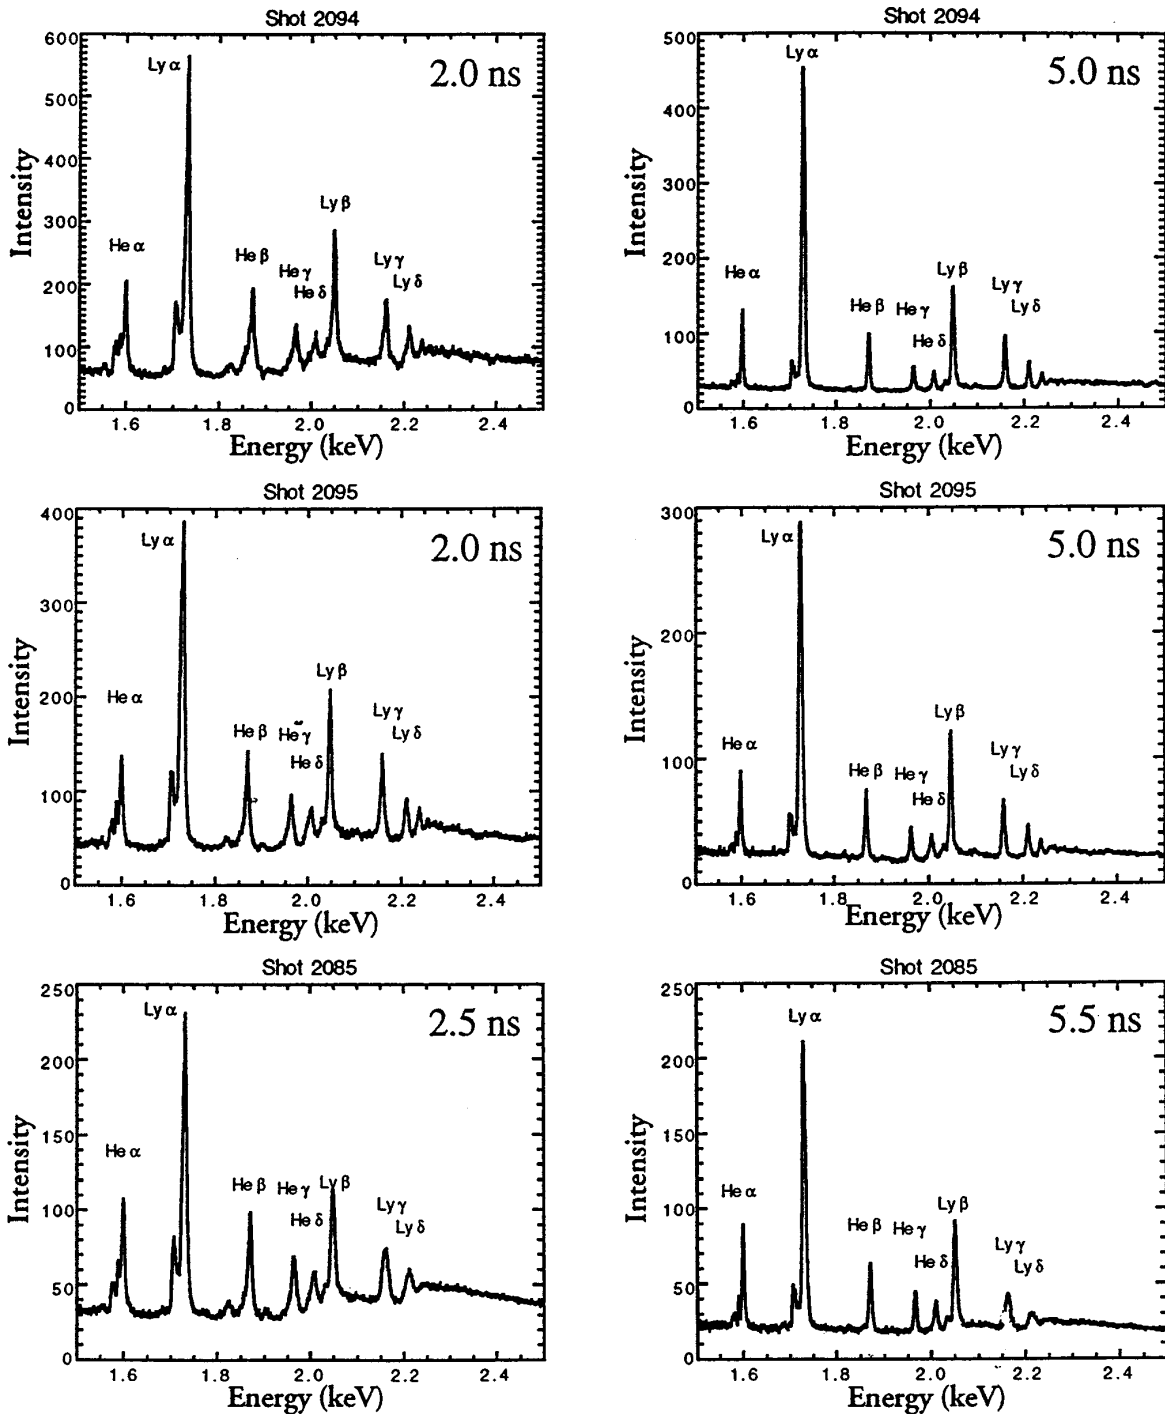 Shot 2094
600
500
400
300
200
100
0
Intensity
2.0 ns
Ly α
He α
He β
He γ
He δ
Ly β
Ly γ
Ly δ
1.6 1.8 2.0 2.2 2.4
Energy (keV)
Shot 2094
500
400
300
200
100
0
Intensity
5.0 ns
Ly α
He α
He β
He γ
He δ
Ly β
Ly γ
Ly δ
1.6 1.8 2.0 2.2 2.4
Energy (keV)
Shot 2095
400
300
200
100
0
Intensity
2.0 ns
Ly α
He α
He β
He γ
He δ
Ly β
Ly γ
Ly δ
1.6 1.8 2.0 2.2 2.4
Energy (keV)
Shot 2095
300
200
100
0
Intensity
5.0 ns
Ly α
He α
He β
He γ
He δ
Ly β
Ly γ
Ly δ
1.6 1.8 2.0 2.2 2.4
Energy (keV)
Shot 2085
250
200
150
100
50
0
Intensity
2.5 ns
Ly α
He α
He β
He γ
He δ
Ly β
Ly γ
Ly δ
1.6 1.8 2.0 2.2 2.4
Energy (keV)
Shot 2085
250
200
150
100
50
0
Intensity
5.5 ns
Ly α
He α
He β
He γ
He δ
Ly β
Ly γ
Ly δ
1.6 1.8 2.0 2.2 2.4
Energy (keV)